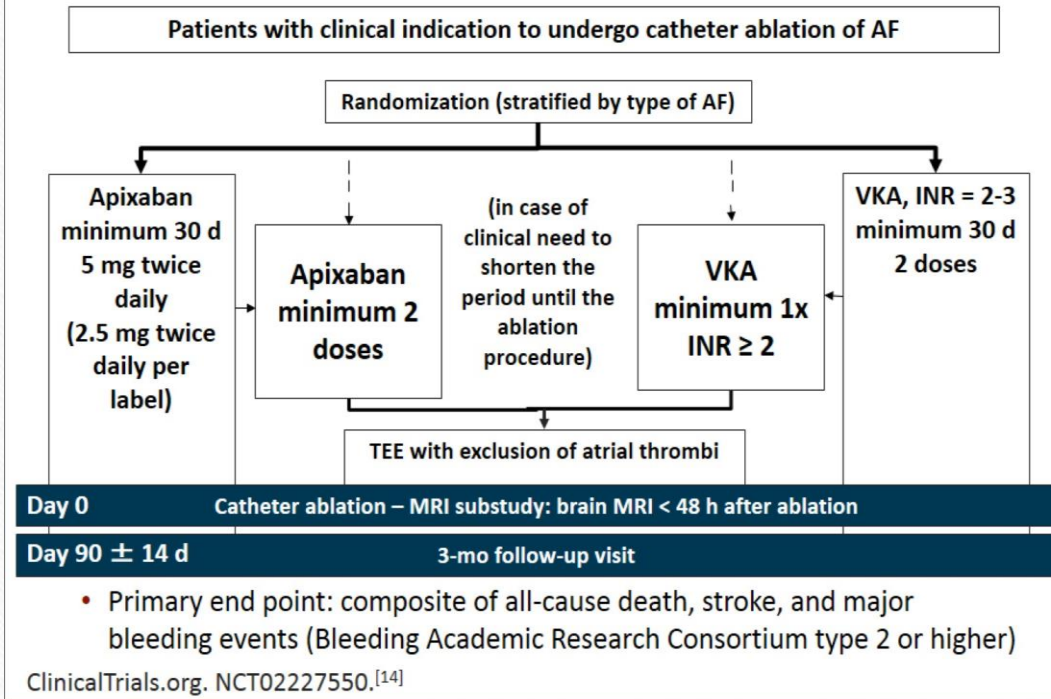 Patients with clinical indication to undergo catheter ablation of AF
Randomization (stratified by type of AF)
Apixaban
minimum 30 d
5 mg twice
daily
(2.5 mg twice
daily per
label)
Apixaban
minimum 2
doses
(in case of
clinical need to
shorten the
period until the
ablation
procedure)
VKA
minimum 1x
INR ≥ 2
VKA, INR = 2-3
minimum 30 d
2 doses
TEE with exclusion of atrial thrombi
Day 0 Catheter ablation – MRI substudy: brain MRI < 48 h after ablation
Day 90 ± 14 d 3-mo follow-up visit
• Primary end point: composite of all-cause death, stroke, and major
bleeding events (Bleeding Academic Research Consortium type 2 or higher)
ClinicalTrials.org. NCT02227550.[14]